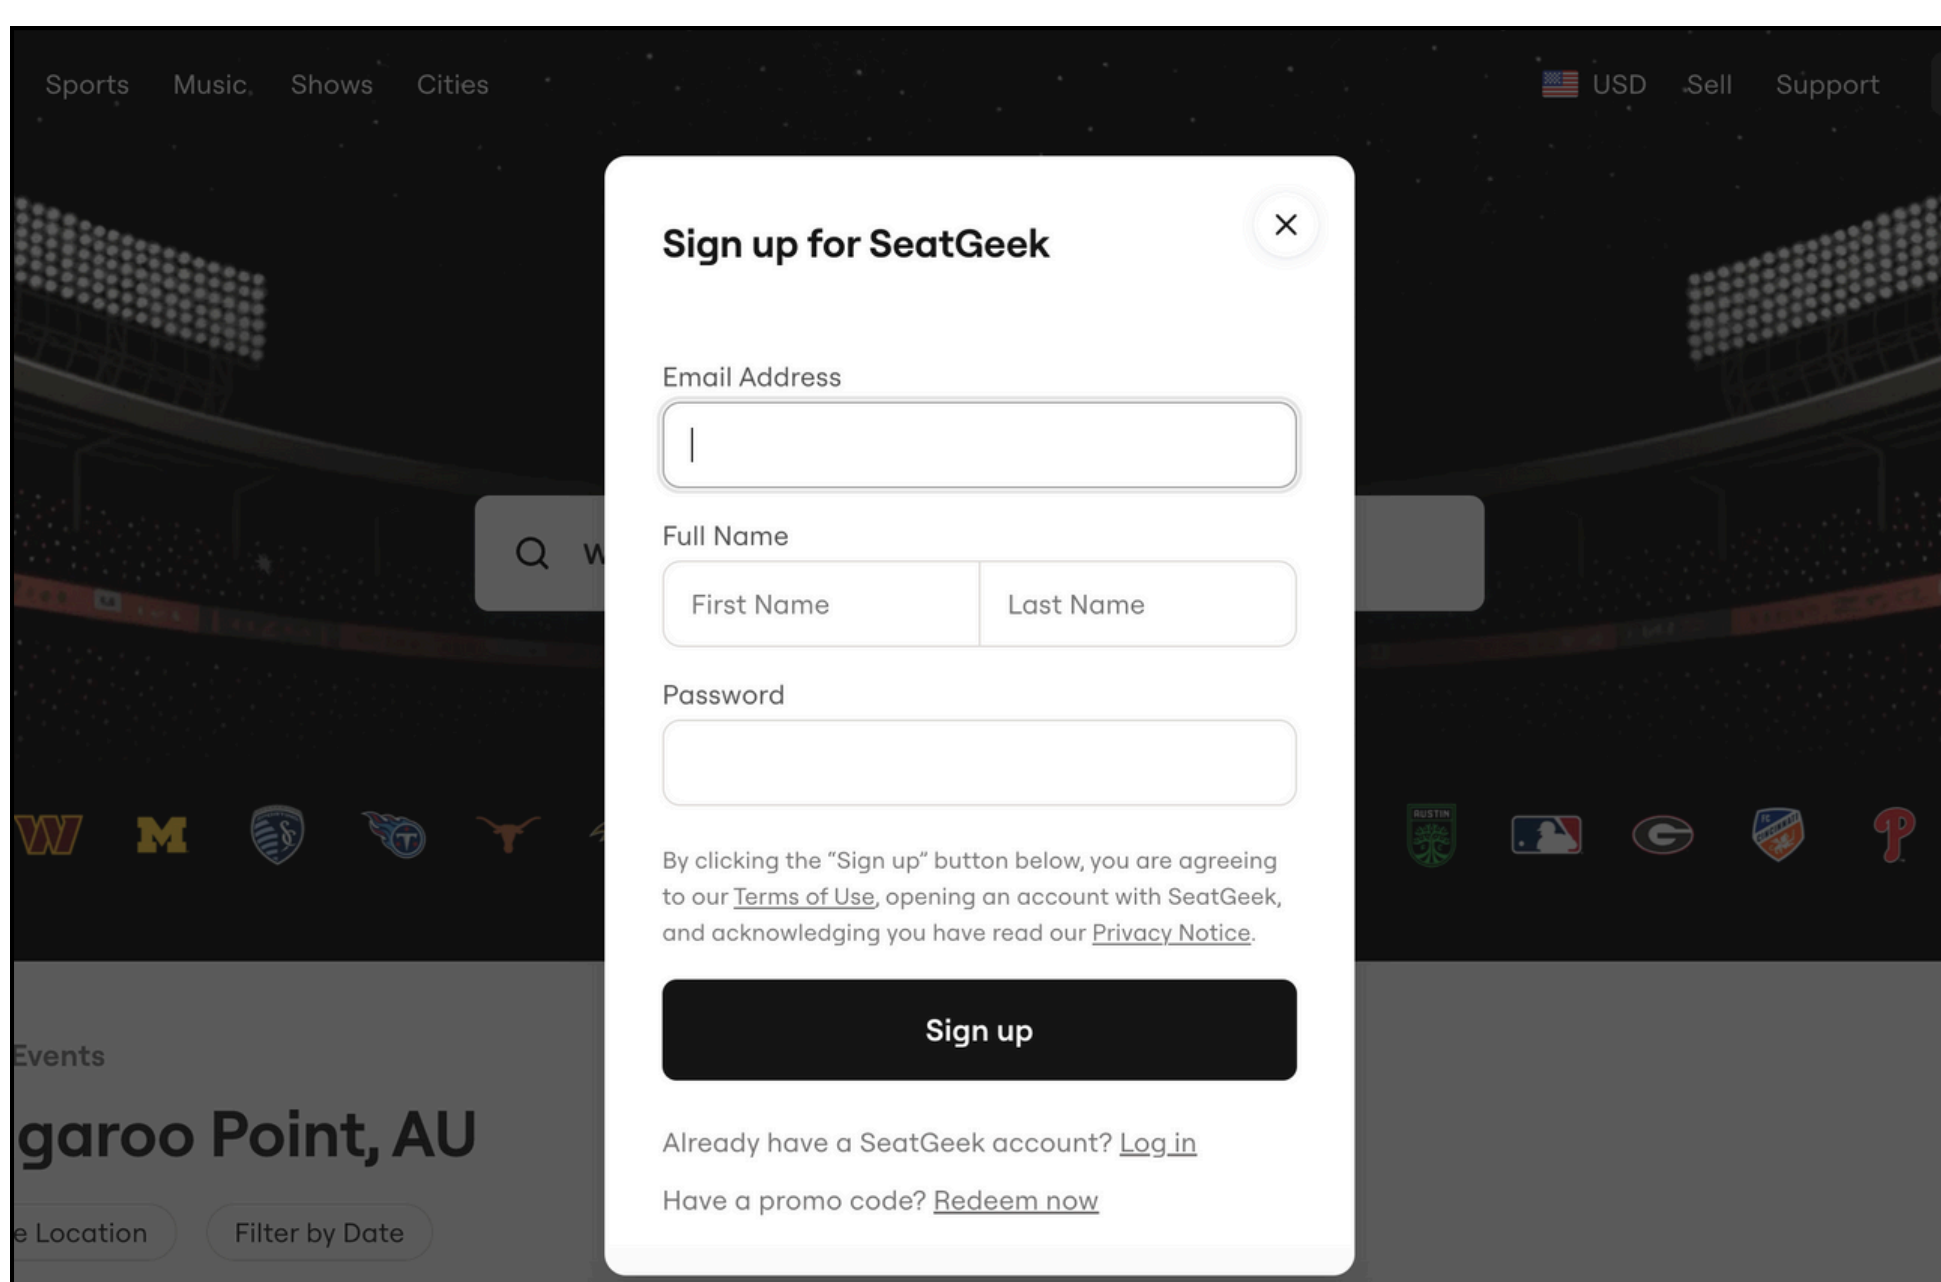 Sports Music Shows Cities USD Sell Support
Sign up for SeatGeek
Email Address
Full Name
First Name Last Name
Password
By clicking the “Sign up” button below, you are agreeing
to our Terms of Use, opening an account with SeatGeek,
and acknowledging you have read our Privacy Notice.
Sign up
Already have a SeatGeek account? Log in
Have a promo code? Redeem now
W
M
T
AUSTIN
C
G
FC
CINCINNATI
P
Events
garoo Point, AU
e Location Filter by Date